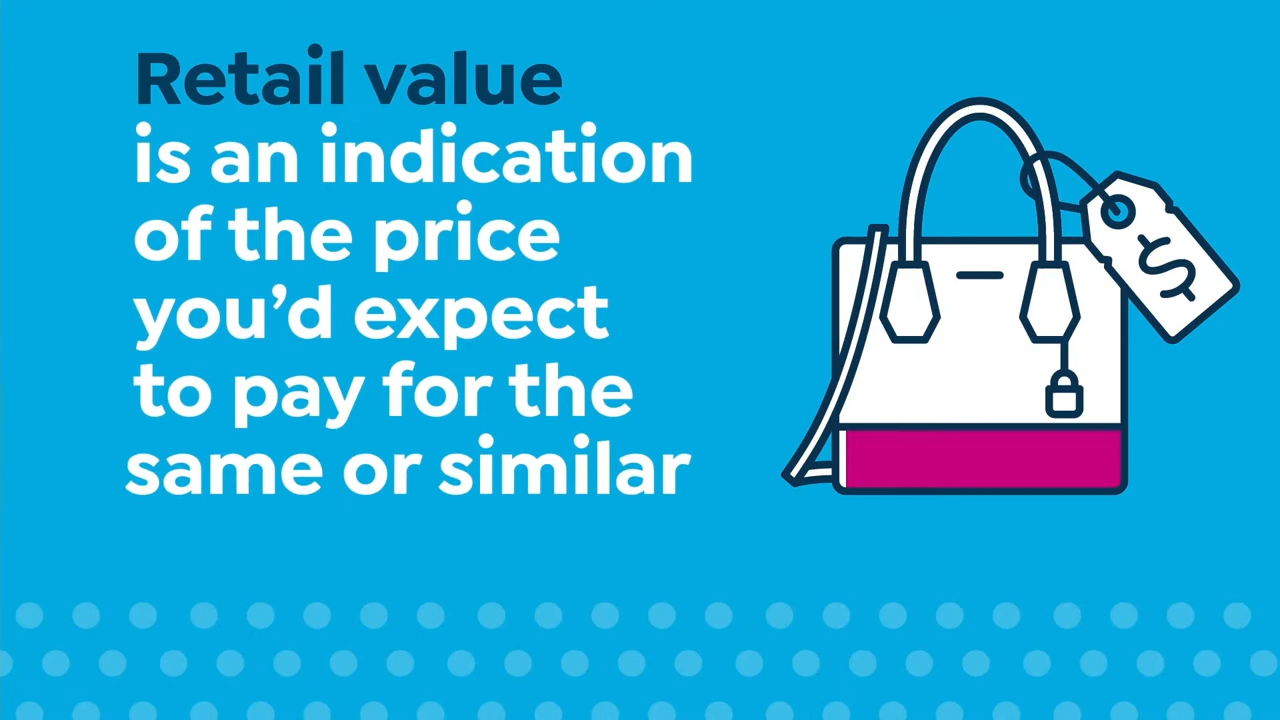 Retail value
is an indication
of the price
you’d expect
to pay for the
same or similar
$